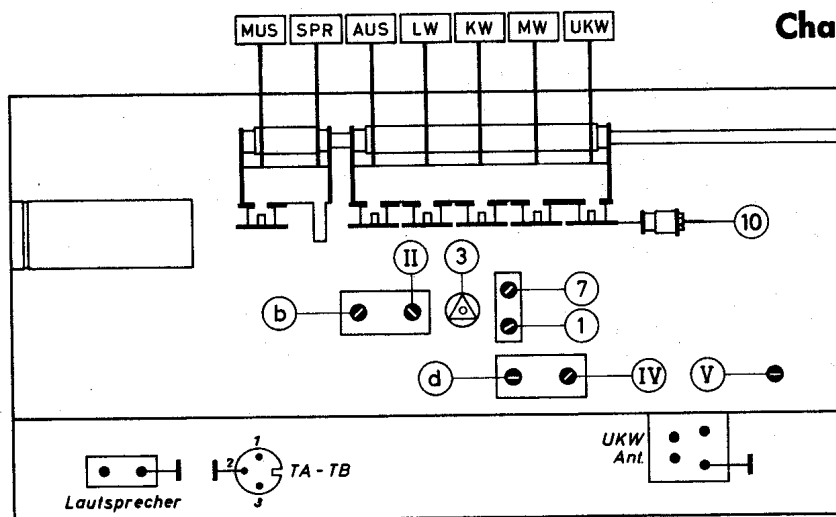 Cha
MUS SPR AUS LW KW MW UKW
10
II 3
7
b
1
d IV V
UKW
Ant.
1
2
TA - TB
3
Lautsprecher